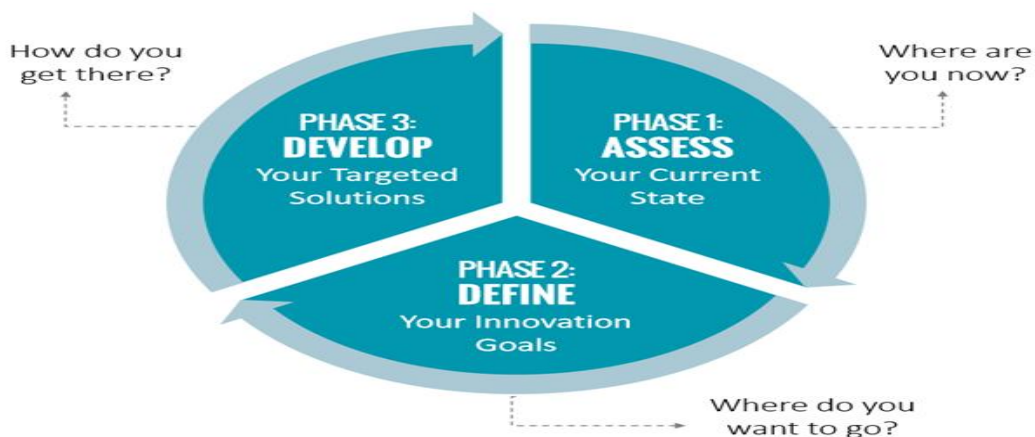 How do you
get there?
Where are
you now?
PHASE 3:
DEVELOP
Your Targeted
Solutions
PHASE 1:
ASSESS
Your Current
State
PHASE 2:
DEFINE
Your Innovation
Goals
Where do you
want to go?